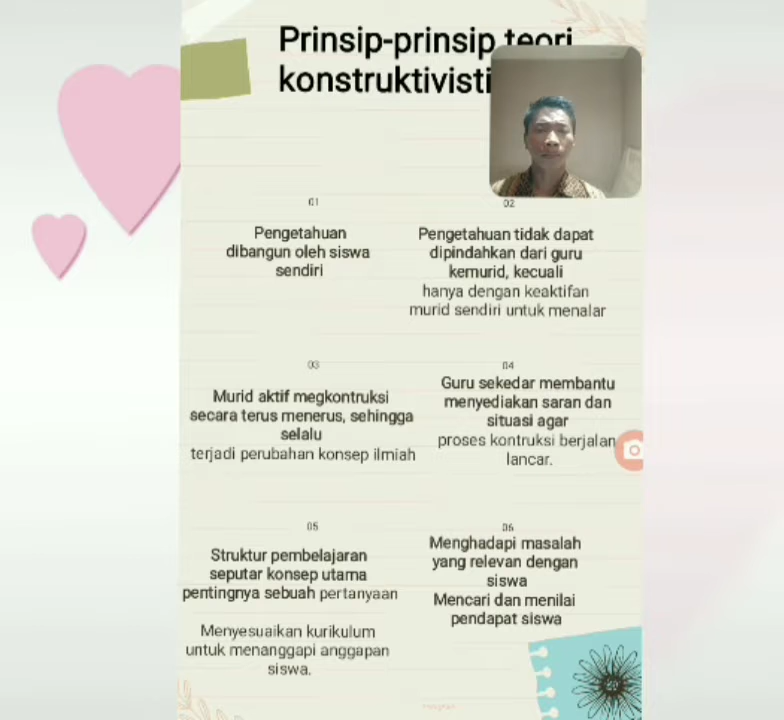 Prinsip-prinsip teori
konstruktivisti
01
Pengetahuan
dibangun oleh siswa
sendiri
02
Pengetahuan tidak dapat
dipindahkan dari guru
kemurid, kecuali
hanya dengan keaktifan
murid sendiri untuk menalar
03
Murid aktif megkontruksi
secara terus menerus, sehingga
selalu
terjadi perubahan konsep ilmiah
04
Guru sekedar membantu
menyediakan saran dan
situasi agar
proses kontruksi berjalan
lancar.
05
Struktur pembelajaran
seputar konsep utama
pentingnya sebuah pertanyaan
Menyesuaikan kurikulum
untuk menanggapi anggapan
siswa.
06
Menghadapi masalah
yang relevan dengan
siswa
Mencari dan menilai
pendapat siswa